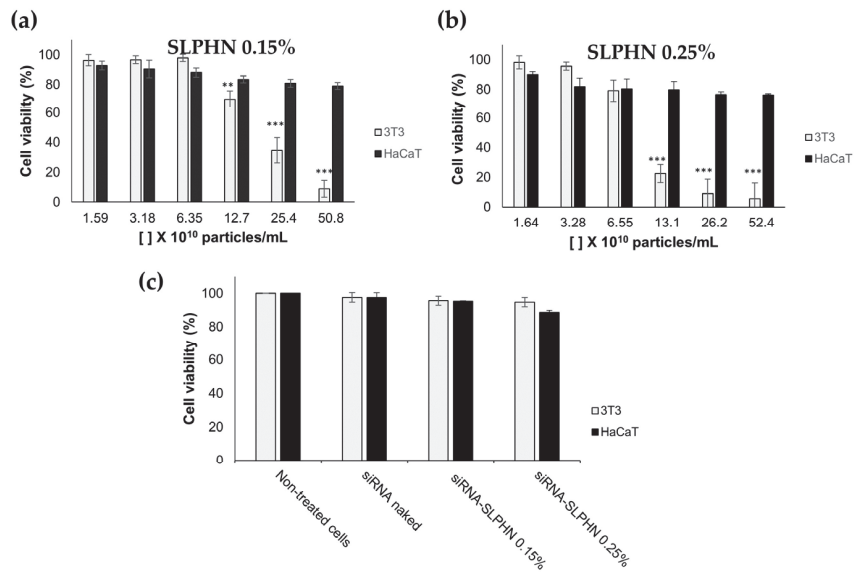 (a)
SLPHN 0.15%
Cell viability (%)
100
80
60
40
20
0
**
***
***
1.59 3.18 6.35 12.7 25.4 50.8
[ ] X 10¹⁰ particles/mL
3T3
HaCaT
(b)
SLPHN 0.25%
Cell viability (%)
100
80
60
40
20
0
***
***
***
1.64 3.28 6.55 13.1 26.2 52.4
[ ] X 10¹⁰ particles/mL
3T3
HaCaT
(c)
Cell viability (%)
100
80
60
40
20
0
Non-treated cells
siRNA naked
siRNA-SLPHN 0.15%
siRNA-SLPHN 0.25%
3T3
HaCaT